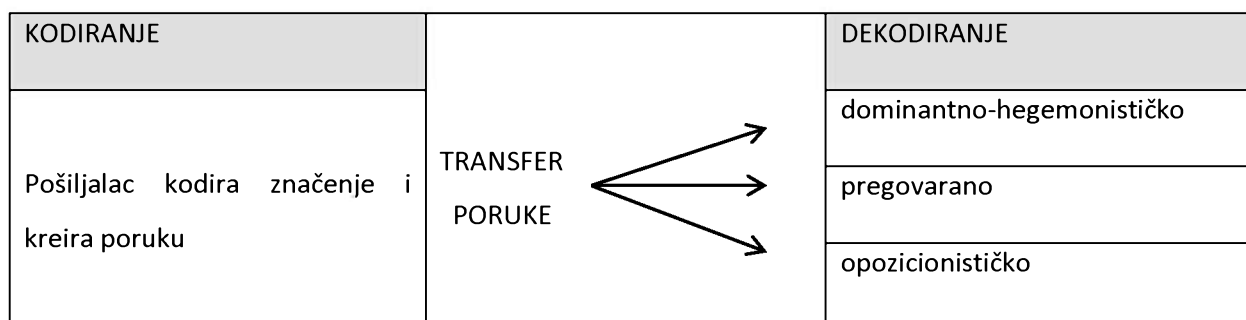 KODIRANJE
Pošiljalac kodira značenje i
kreira poruku
TRANSFER
PORUKE
DEKODIRANJE
dominantno-hegemonističko
pregovarano
opozicionističko